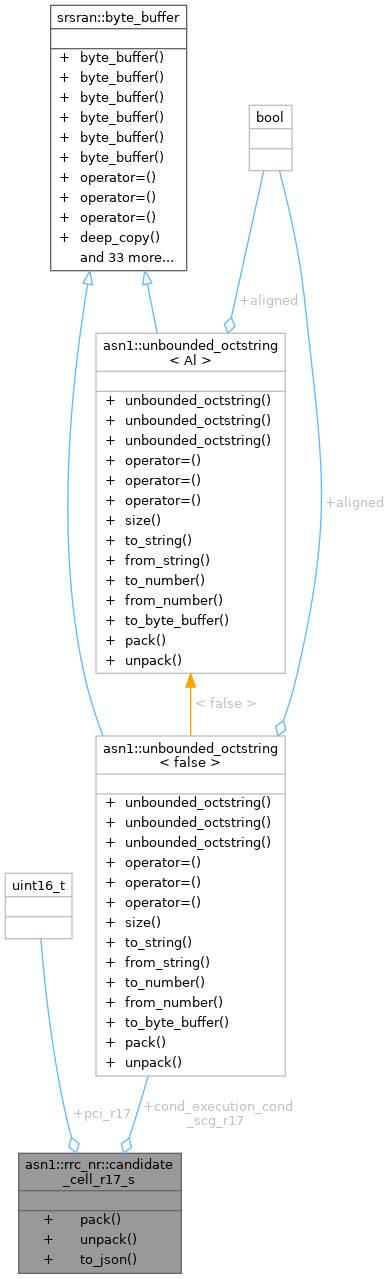 srsran::byte_buffer
+ byte_buffer()
+ byte_buffer()
+ byte_buffer()
+ byte_buffer()
+ byte_buffer()
+ byte_buffer()
+ operator=()
+ operator=()
+ operator=()
+ deep_copy()
and 33 more...
bool
+aligned
asn1::unbounded_octstring
< Al >
+ unbounded_octstring()
+ unbounded_octstring()
+ unbounded_octstring()
+ operator=()
+ operator=()
+ operator=()
+ size()
+ to_string()
+ from_string()
+ to_number()
+ from_number()
+ to_byte_buffer()
+ pack()
+ unpack()
+aligned
< false >
asn1::unbounded_octstring
< false >
+ unbounded_octstring()
+ unbounded_octstring()
+ unbounded_octstring()
+ operator=()
+ operator=()
+ operator=()
+ size()
+ to_string()
+ from_string()
+ to_number()
+ from_number()
+ to_byte_buffer()
+ pack()
+ unpack()
uint16_t
+pci_r17
+cond_execution_cond
_scg_r17
asn1::rrc_nr::candidate
_cell_r17_s
+ pack()
+ unpack()
+ to_json()